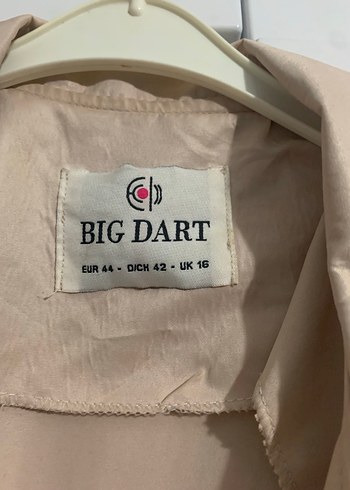 BIG DART
EUR 44 - D/CH 42 - UK 16